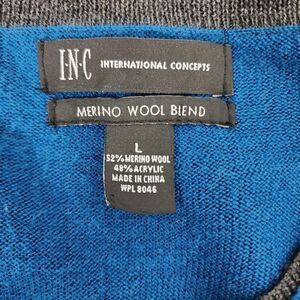 I·N·C INTERNATIONAL CONCEPTS
MERINO WOOL BLEND
L
52% MERINO WOOL
48% ACRYLIC
MADE IN CHINA
WPL 8046